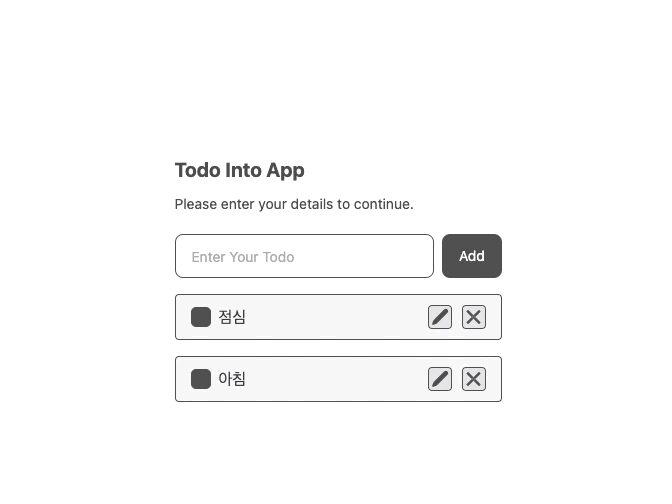 Todo Into App
Please enter your details to continue.
Enter Your Todo
Add
점심
아침